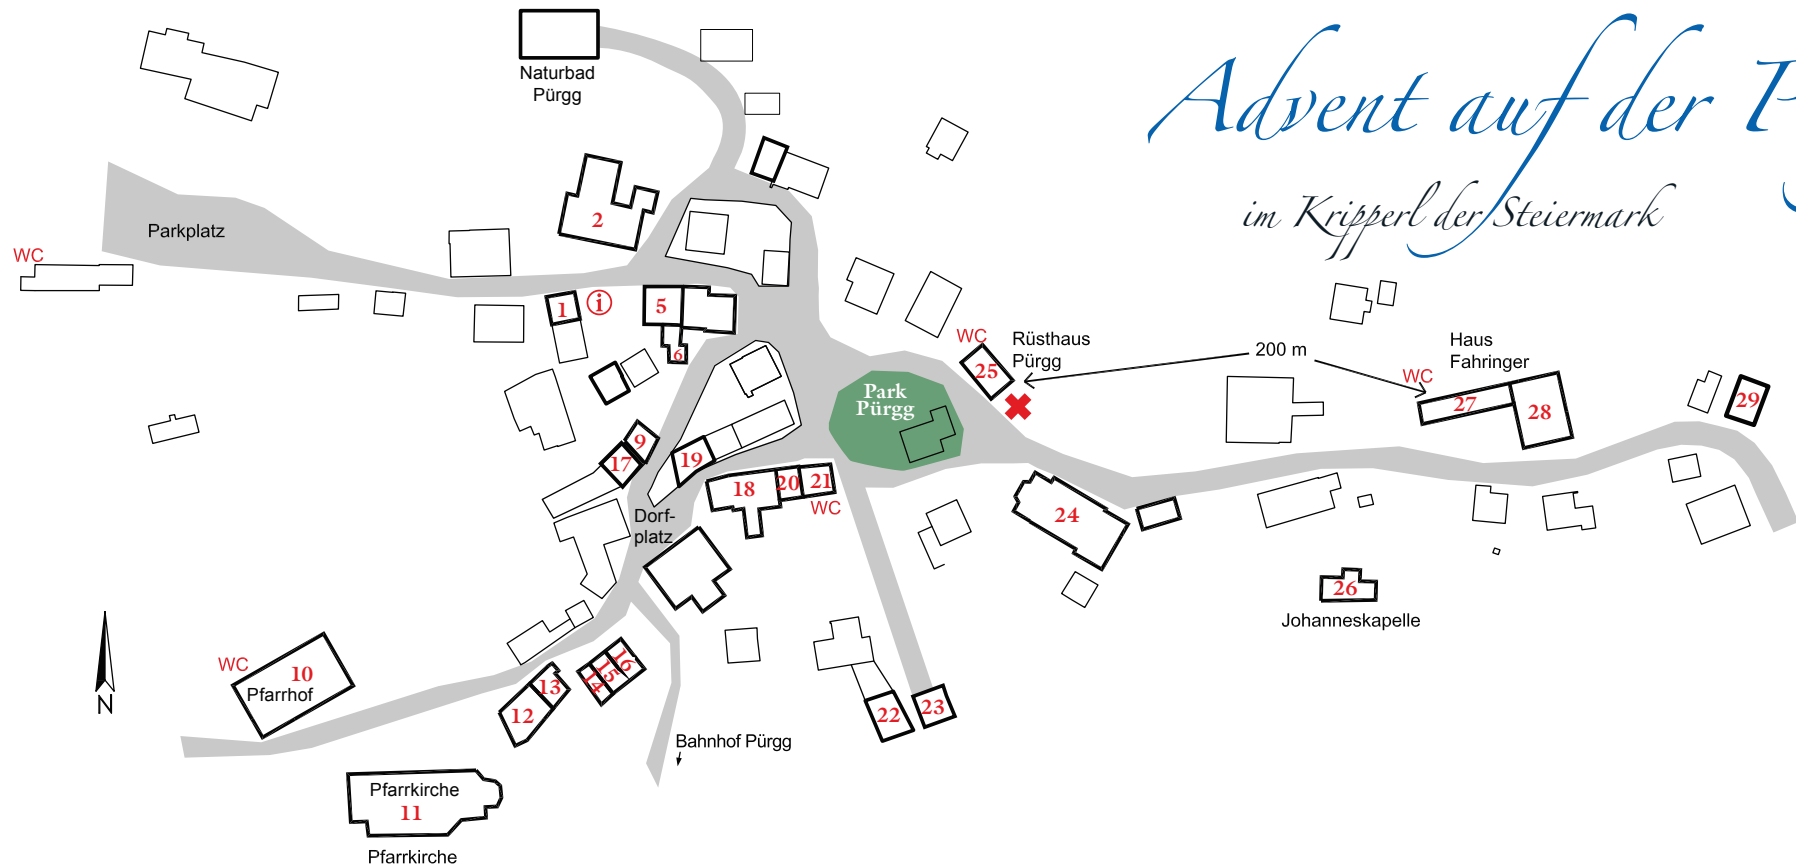 Advent auf der P
im Kripperl der Steiermark
Naturbad
Pürgg
2
Parkplatz
WC
1
i
5
6
WC
Rüsthaus
Pürgg
25
200 m
Haus
Fahringer
WC
27
28
29
Park
Pürgg
9
17
19
18
20
21
WC
Dorf-
platz
24
26
Johanneskapelle
N
WC
10
Pfarrhof
12
13
14
15
16
22
23
Bahnhof Pürgg
Pfarrkirche
11
Pfarrkirche